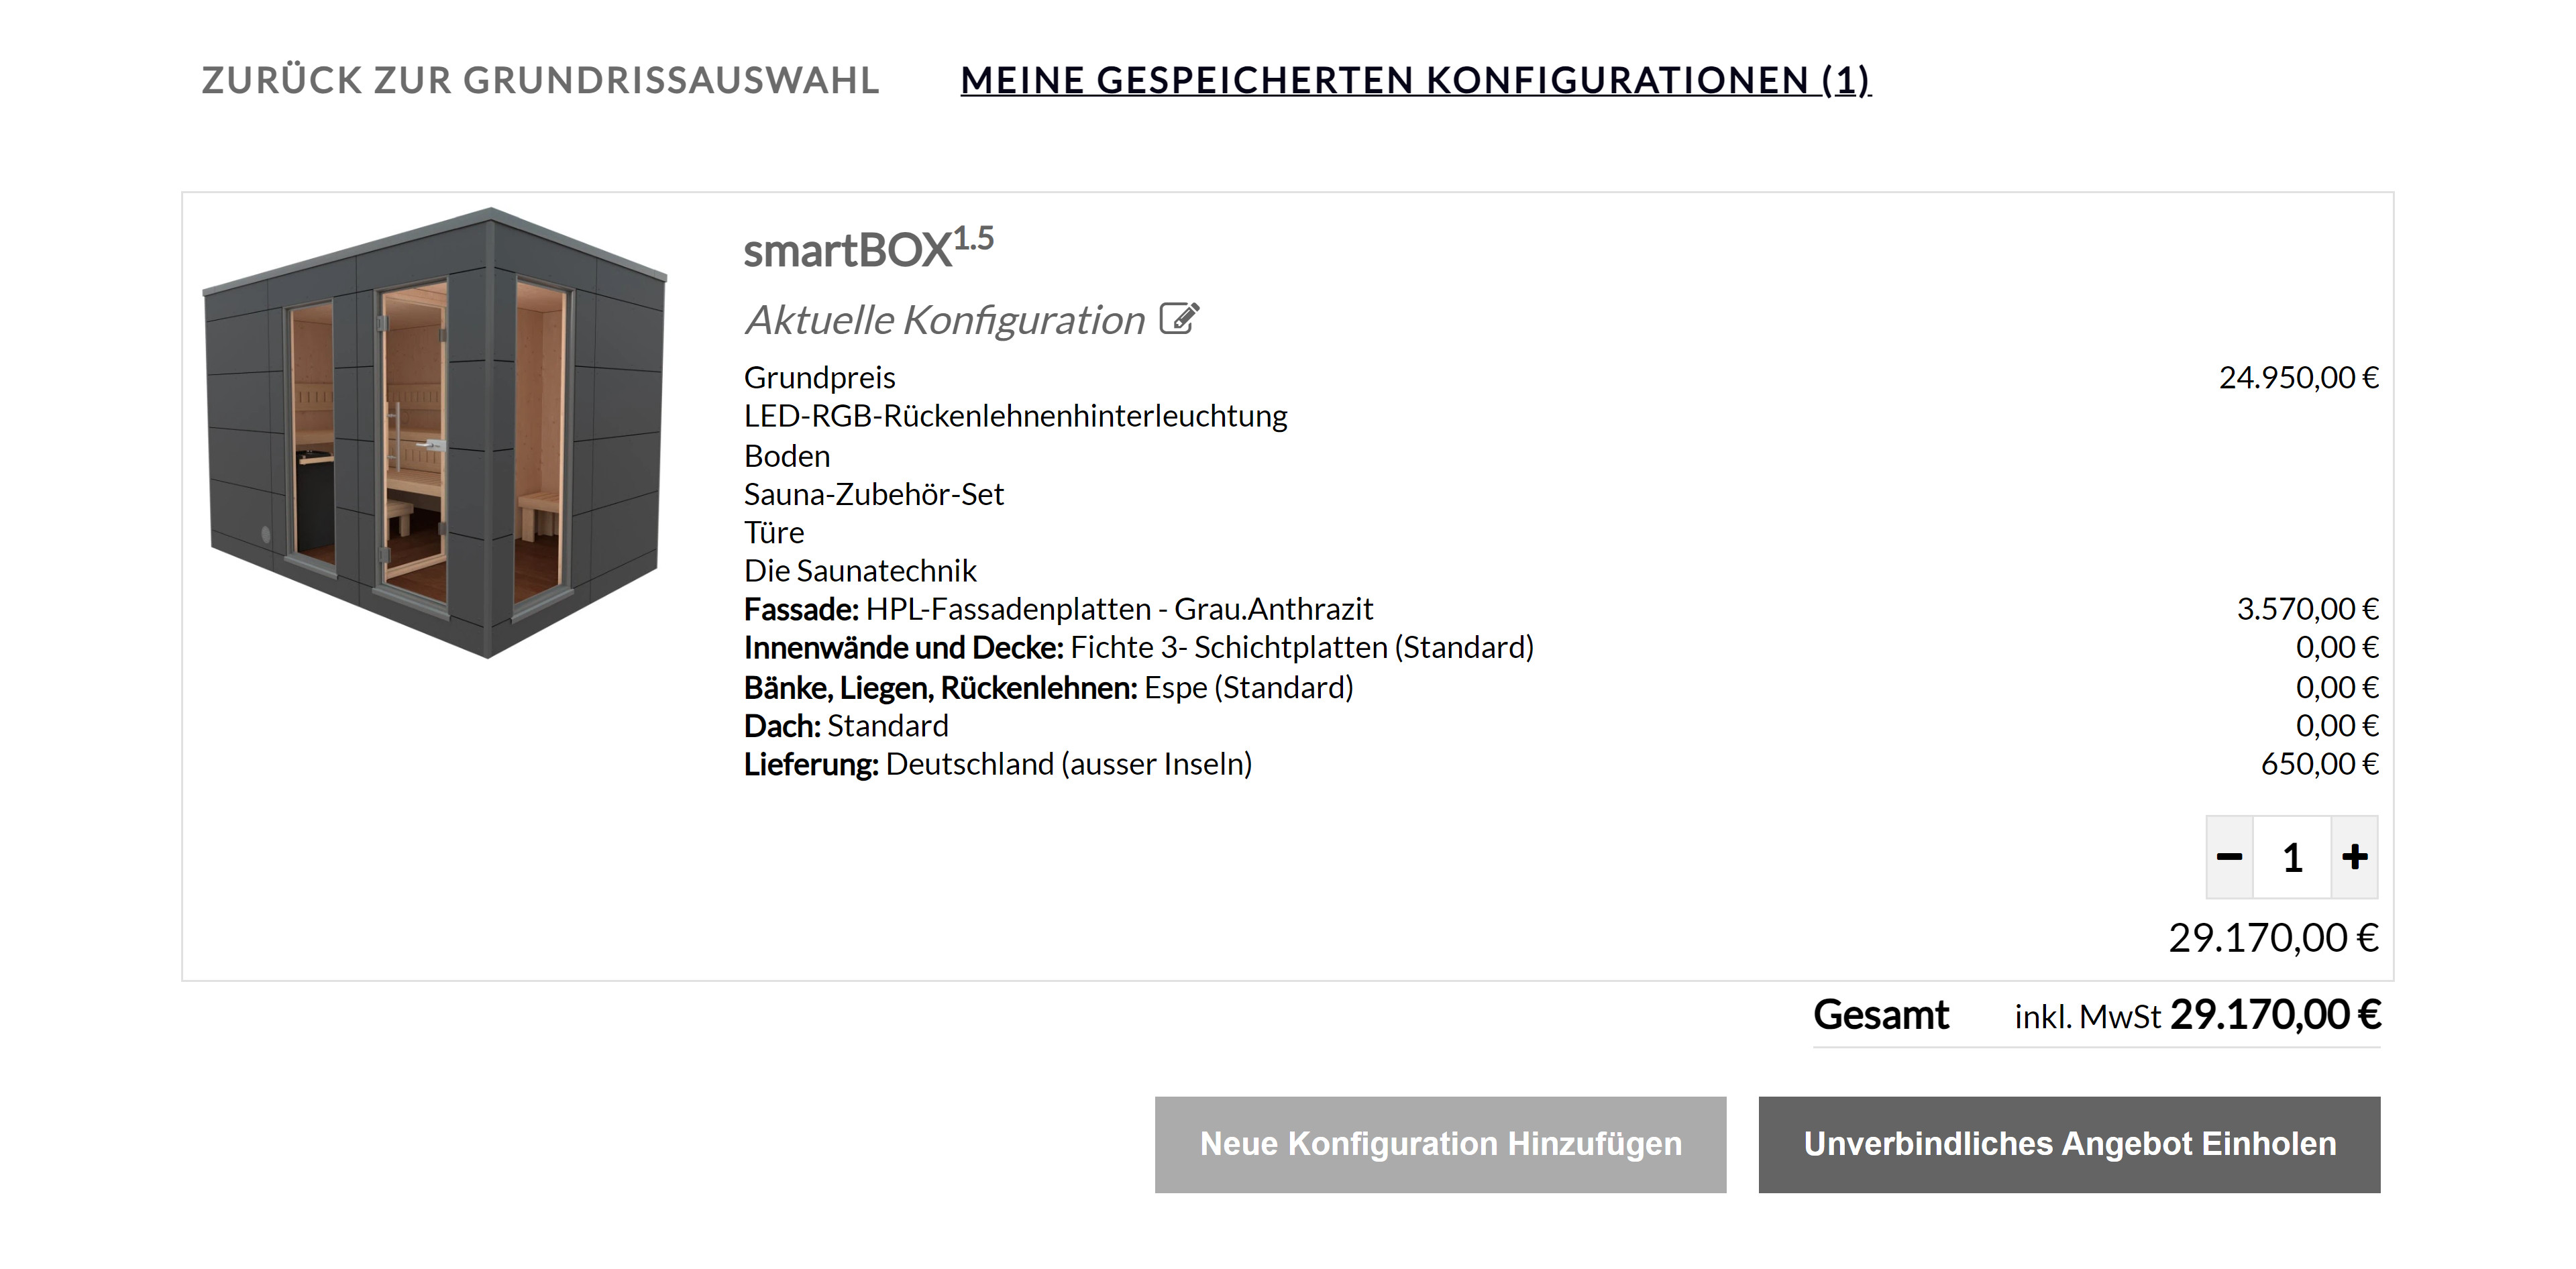 ZURÜCK ZUR GRUNDRISSAUSWAHL MEINE GESPEICHERTEN KONFIGURATIONEN (1)
smartBOX1.5
Aktuelle Konfiguration
Grundpreis 24.950,00 €
LED-RGB-Rückenlehnenhinterleuchtung
Boden
Sauna-Zubehör-Set
Türe
Die Saunatechnik
Fassade: HPL-Fassadenplatten - Grau.Anthrazit 3.570,00 €
Innenwände und Decke: Fichte 3- Schichtplatten (Standard) 0,00 €
Bänke, Liegen, Rückenlehnen: Espe (Standard) 0,00 €
Dach: Standard 0,00 €
Lieferung: Deutschland (ausser Inseln) 650,00 €
− 1 +
29.170,00 €
Gesamt inkl. MwSt 29.170,00 €
Neue Konfiguration Hinzufügen Unverbindliches Angebot Einholen